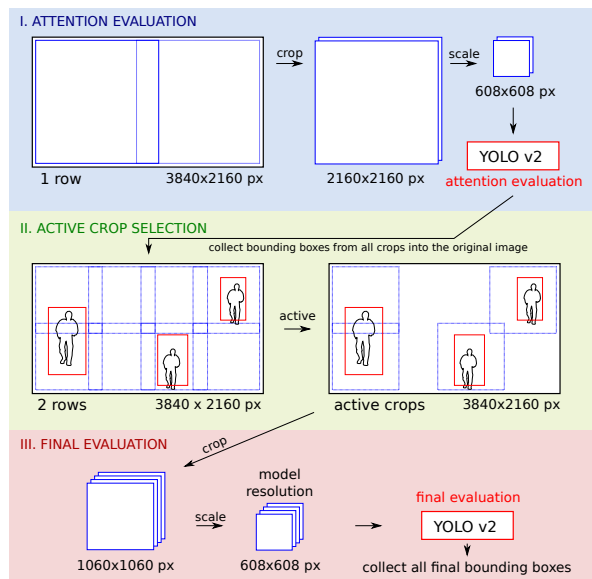 I. ATTENTION EVALUATION
crop
scale
608x608 px
YOLO v2
1 row
3840x2160 px
2160x2160 px
attention evaluation
II. ACTIVE CROP SELECTION
collect bounding boxes from all crops into the original image
active
2 rows
3840 x 2160 px
active crops
3840x2160 px
III. FINAL EVALUATION
crop
model
resolution
scale
final evaluation
YOLO v2
1060x1060 px
608x608 px
collect all final bounding boxes